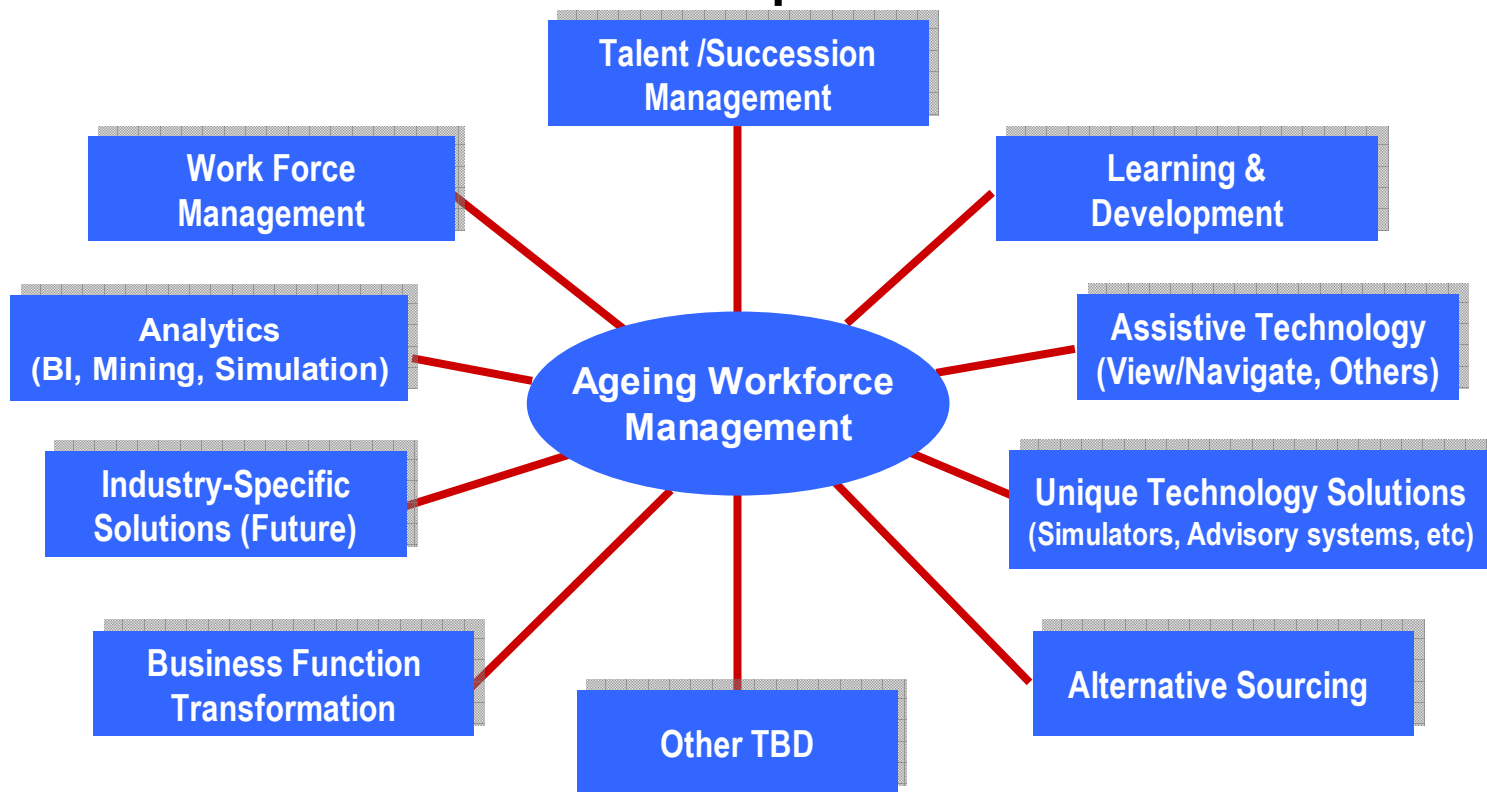 Talent /Succession
Management
Work Force
Management
Learning &
Development
Analytics
(BI, Mining, Simulation)
Assistive Technology
(View/Navigate, Others)
Ageing Workforce
Management
Industry-Specific
Solutions (Future)
Unique Technology Solutions
(Simulators, Advisory systems, etc)
Business Function
Transformation
Alternative Sourcing
Other TBD